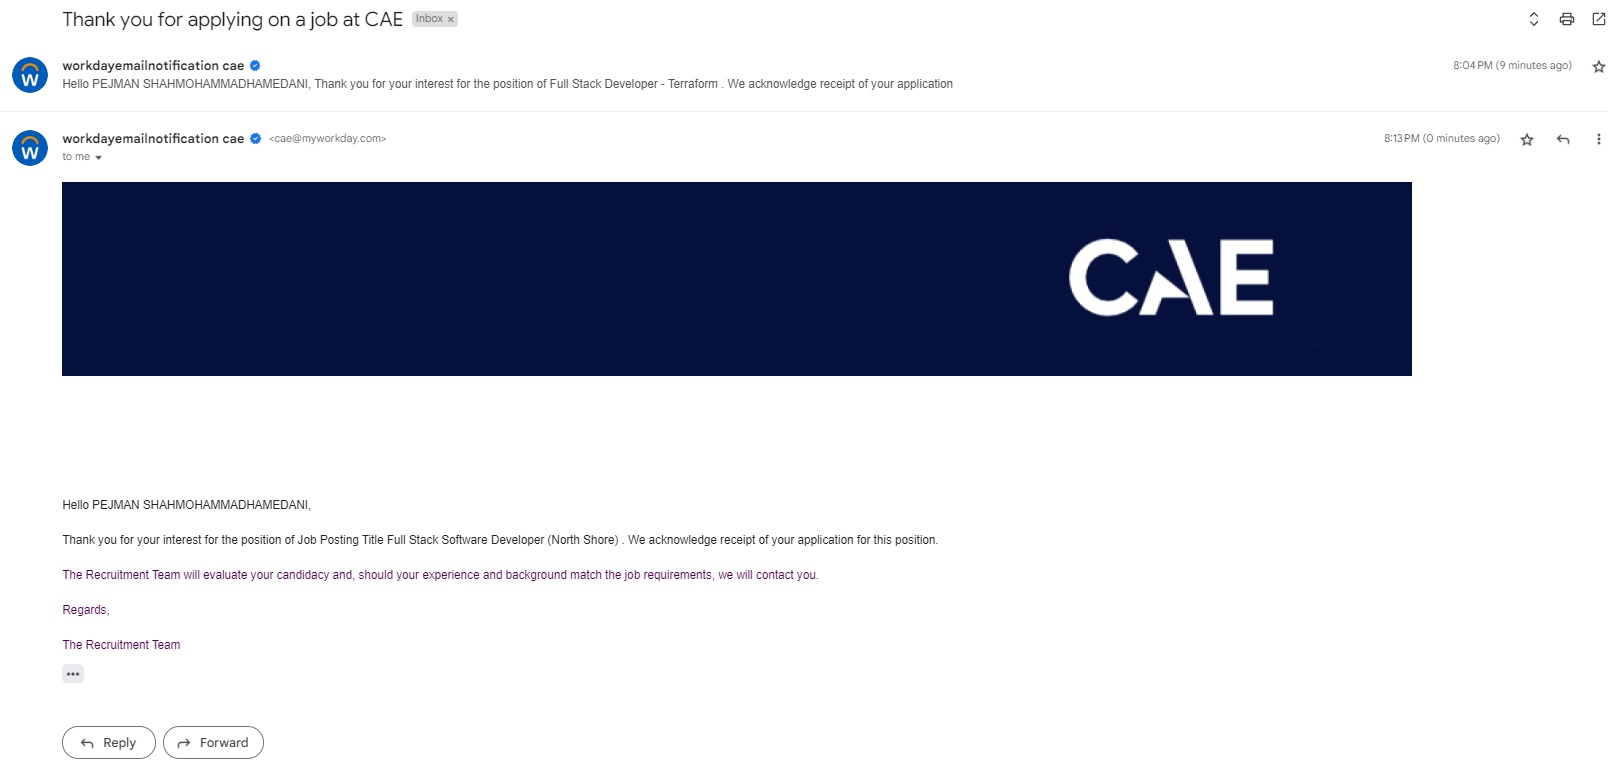 Thank you for applying on a job at CAE Inbox ×
workdayemailnotification cae 8:04 PM (9 minutes ago)
Hello PEJMAN SHAHMOHAMMADHAMEDANI, Thank you for your interest for the position of Full Stack Developer - Terraform . We acknowledge receipt of your application
workdayemailnotification cae <cae@myworkday.com> 8:13 PM (0 minutes ago)
to me
CAE
Hello PEJMAN SHAHMOHAMMADHAMEDANI,
Thank you for your interest for the position of Job Posting Title Full Stack Software Developer (North Shore) . We acknowledge receipt of your application for this position.
The Recruitment Team will evaluate your candidacy and, should your experience and background match the job requirements, we will contact you.
Regards,
The Recruitment Team
Reply Forward